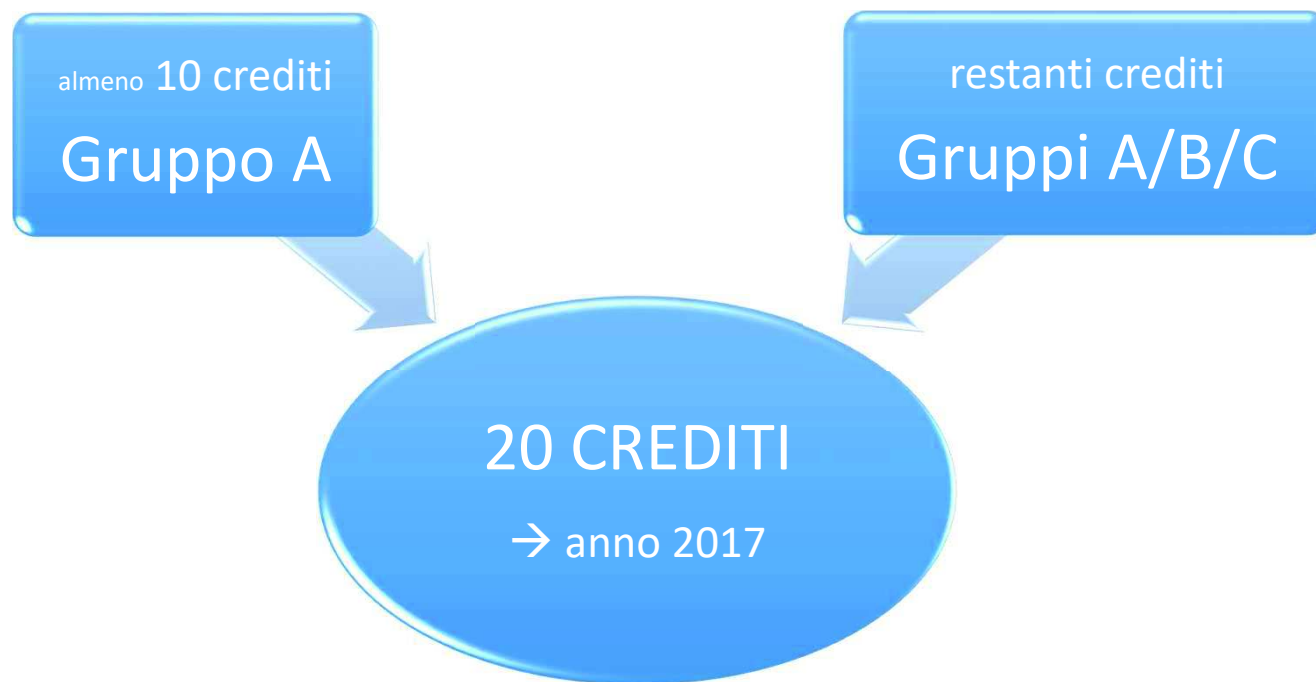 almeno 10 crediti
Gruppo A
restanti crediti
Gruppi A/B/C
20 CREDITI
→ anno 2017